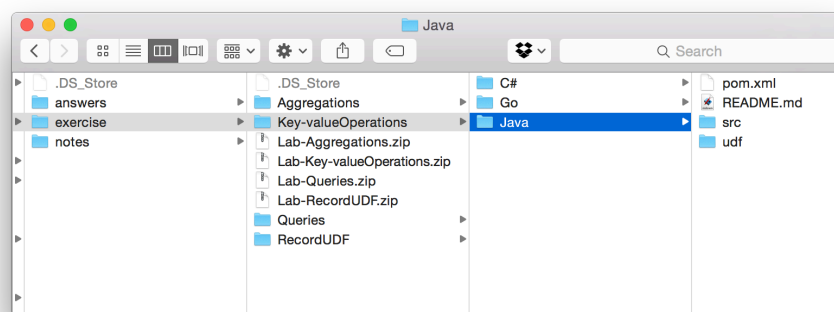 Java
Search
.DS_Store
answers
exercise
notes
.DS_Store
Aggregations
Key-valueOperations
Lab-Aggregations.zip
Lab-Key-valueOperations.zip
Lab-Queries.zip
Lab-RecordUDF.zip
Queries
RecordUDF
C#
Go
Java
pom.xml
README.md
src
udf